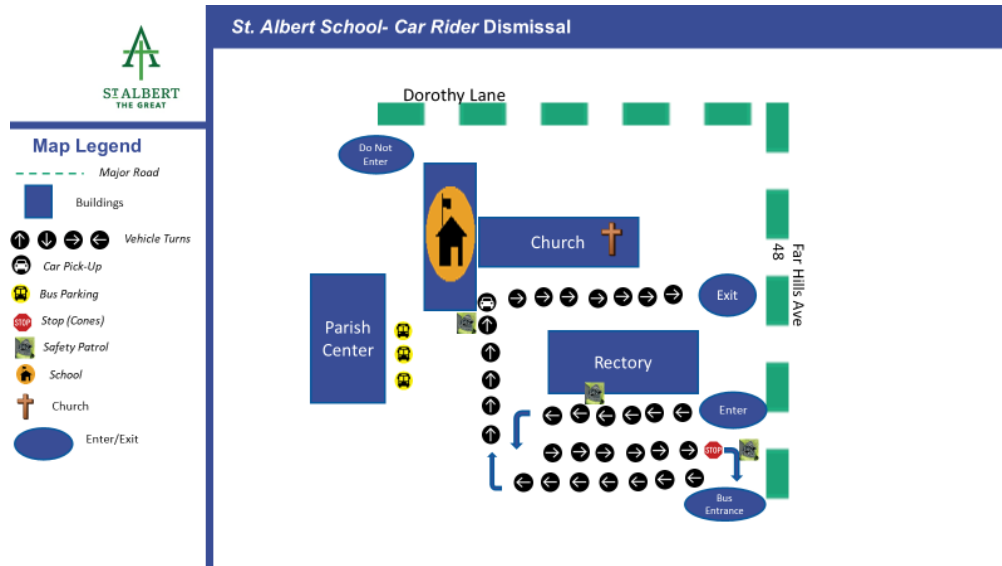 St. Albert School- Car Rider Dismissal
ST ALBERT
THE GREAT
Map Legend
Major Road
Buildings
Vehicle Turns
Car Pick-Up
Bus Parking
STOP
Stop (Cones)
Safety Patrol
School
Church
Enter/Exit
Dorothy Lane
Do Not
Enter
Church
48
Far Hills Ave
Exit
Parish
Center
Rectory
Enter
STOP
Bus
Entrance